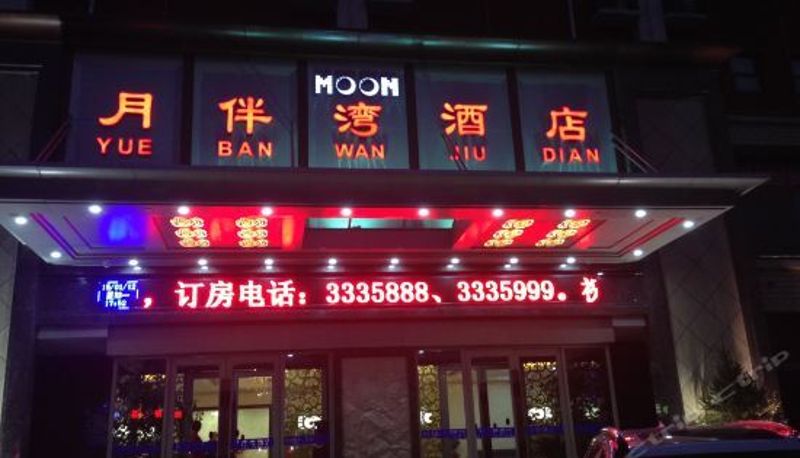 MOON
月伴湾酒店
YUE BAN WAN JIU DIAN
，订房电话：3335888、3335999。